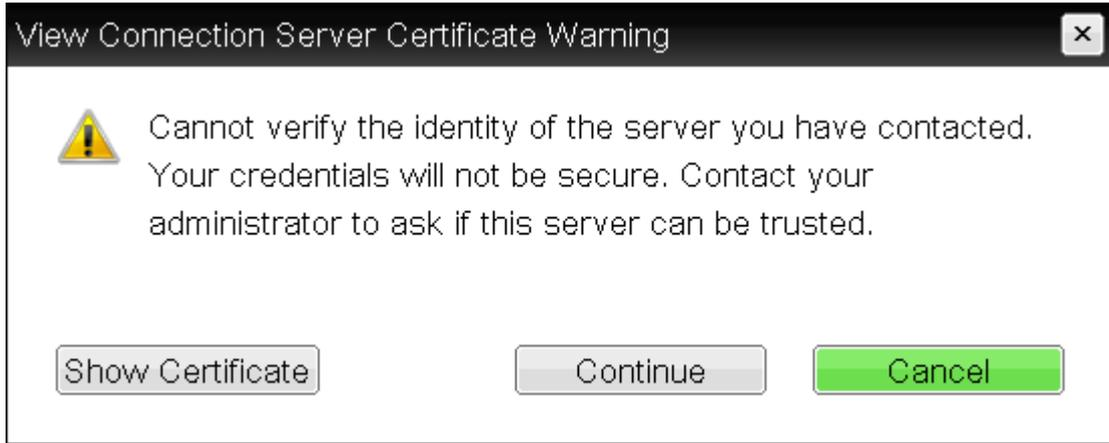 View Connection Server Certificate Warning
Cannot verify the identity of the server you have contacted.
Your credentials will not be secure. Contact your
administrator to ask if this server can be trusted.
Show Certificate
Continue
Cancel